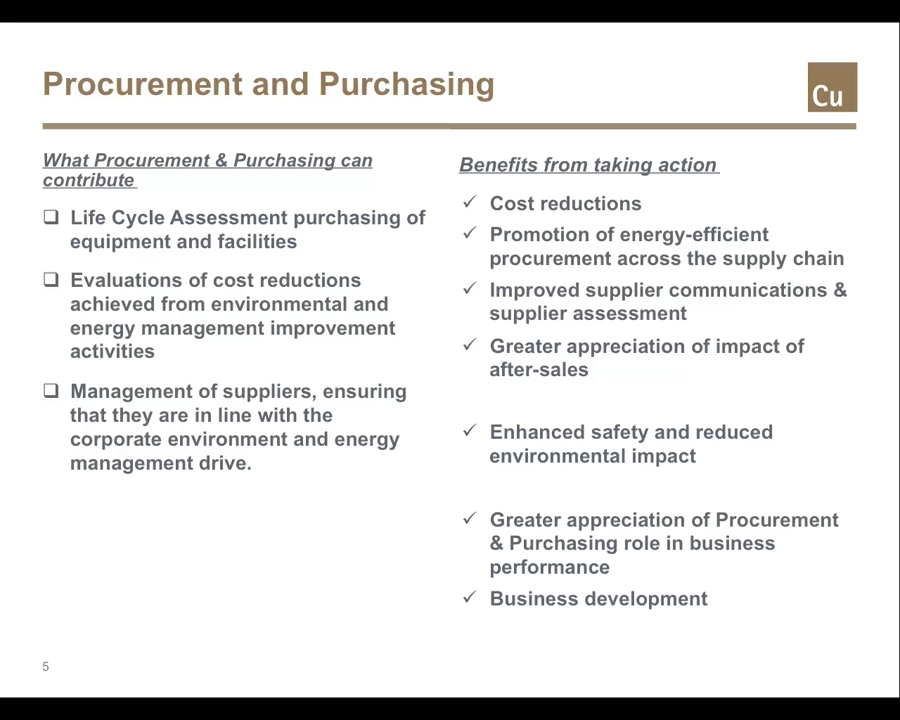 Procurement and Purchasing
Cu
What Procurement & Purchasing can
contribute
❑ Life Cycle Assessment purchasing of
equipment and facilities
❑ Evaluations of cost reductions
achieved from environmental and
energy management improvement
activities
❑ Management of suppliers, ensuring
that they are in line with the
corporate environment and energy
management drive.
Benefits from taking action
✓ Cost reductions
✓ Promotion of energy-efficient
procurement across the supply chain
✓ Improved supplier communications &
supplier assessment
✓ Greater appreciation of impact of
after-sales
✓ Enhanced safety and reduced
environmental impact
✓ Greater appreciation of Procurement
& Purchasing role in business
performance
✓ Business development
5